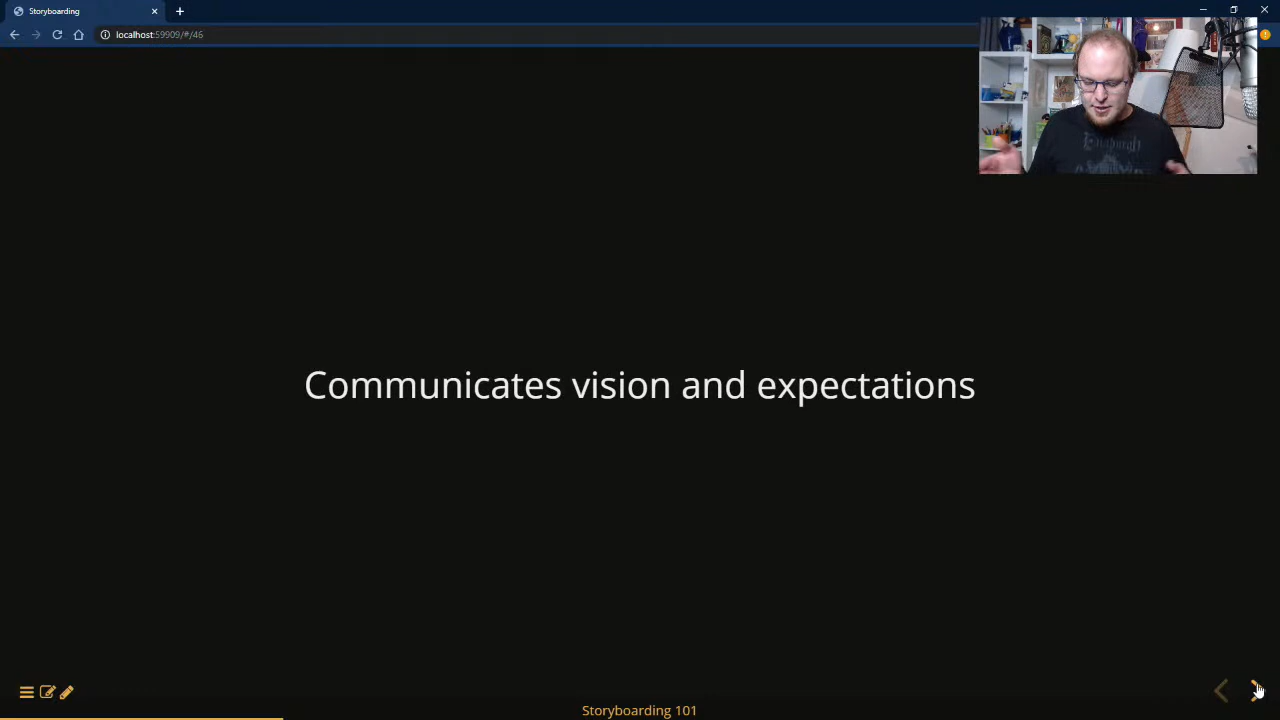 Storyboarding
localhost:59909/#/46
Communicates vision and expectations
Storyboarding 101